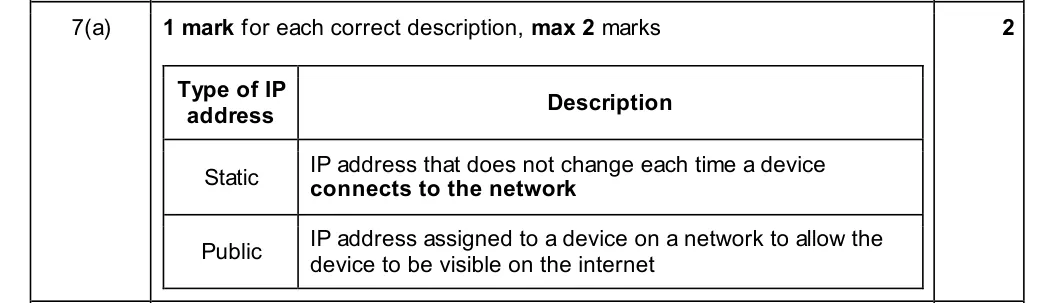 7(a) 1 mark for each correct description, max 2 marks 2
Type of IP
address
Description
Static
IP address that does not change each time a device
connects to the network
Public
IP address assigned to a device on a network to allow the
device to be visible on the internet